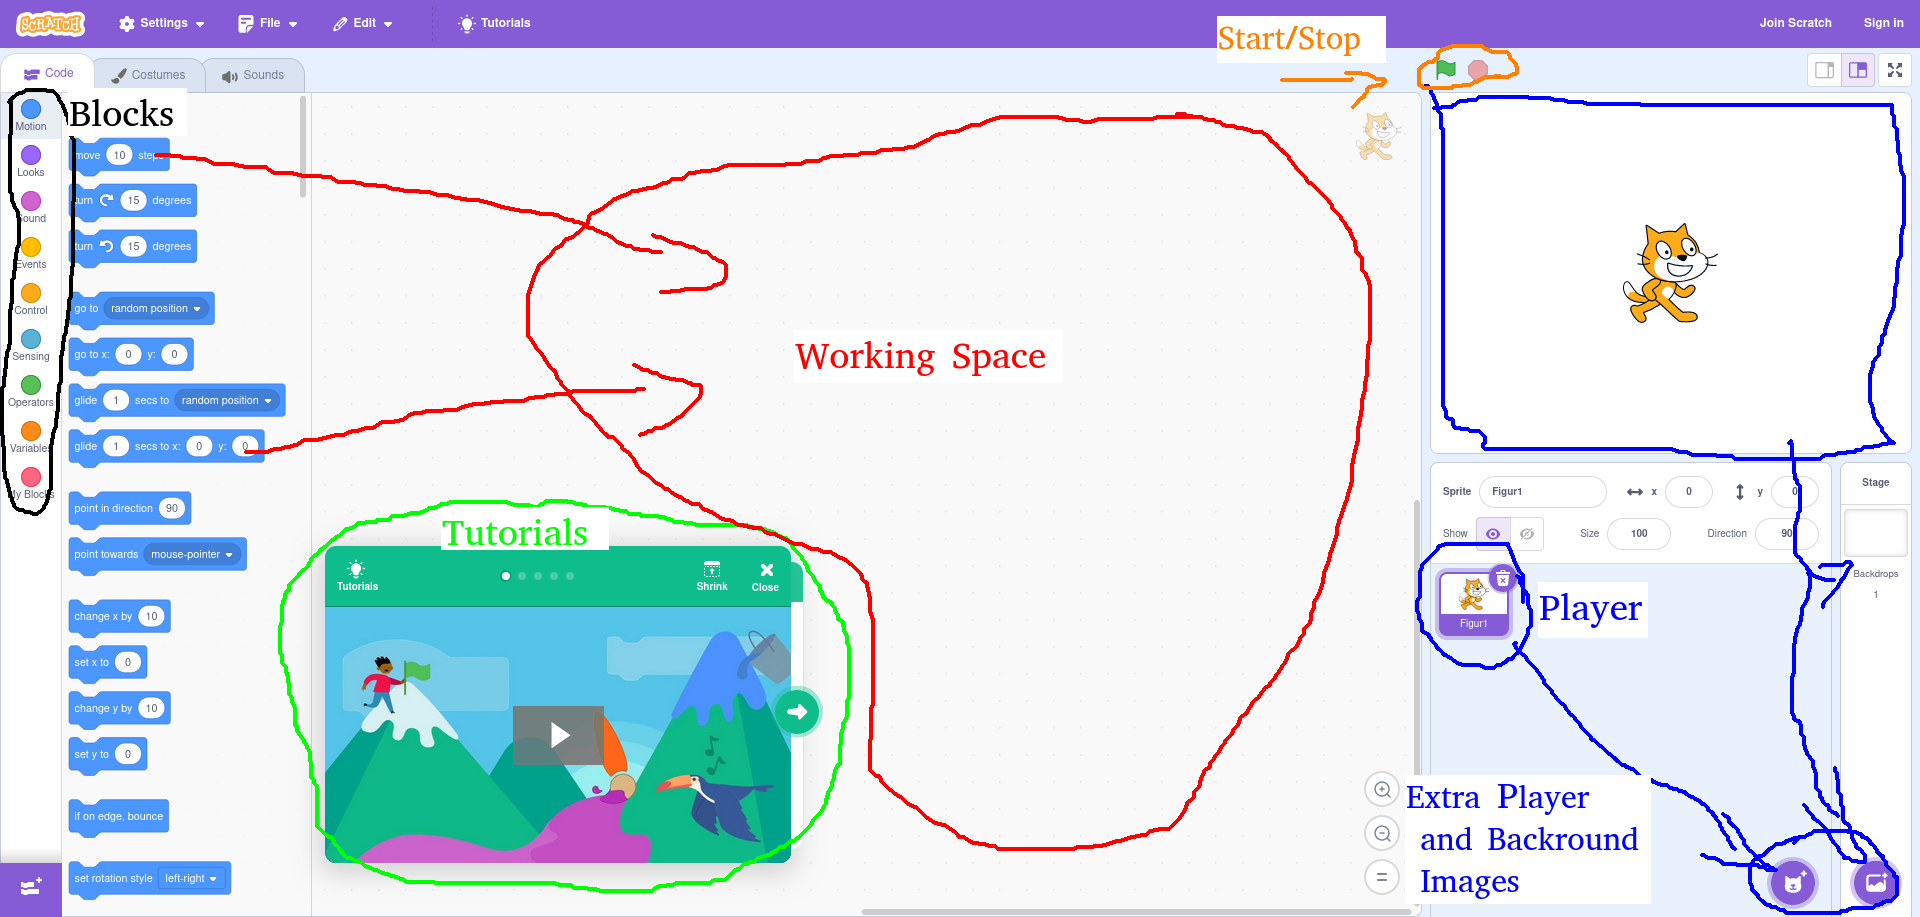 SCRATCH Settings File Edit Tutorials Join Scratch Sign in
Start/Stop
Code Costumes Sounds
Blocks
Motion
Looks
Sound
Events
Control
Sensing
Operators
Variables
My Blocks
move 10 steps
turn 15 degrees
turn 15 degrees
go to random position
go to x: 0 y: 0
glide 1 secs to random position
glide 1 secs to x: 0 y: 0
point in direction 90
point towards mouse-pointer
change x by 10
set x to 0
change y by 10
set y to 0
if on edge, bounce
set rotation style left-right
Working Space
Tutorials
Tutorials Shrink Close
Sprite Figur1 x 0 y 0
Show Size 100 Direction 90
Figur1
Player
Stage
Backdrops
1
Extra Player
and Backround
Images